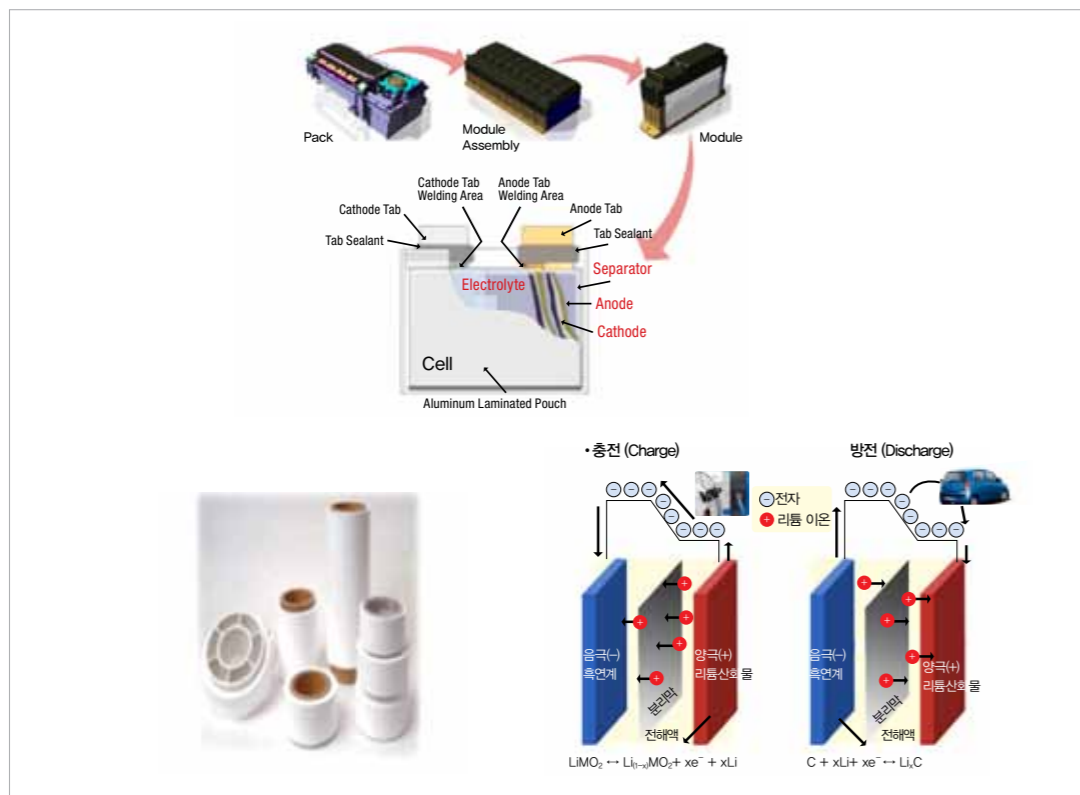 Pack
Module
Assembly
Module
Cathode Tab
Welding Area
Anode Tab
Welding Area
Cathode Tab
Anode Tab
Tab Sealant
Tab Sealant
Separator
Electrolyte
Anode
Cathode
Cell
Aluminum Laminated Pouch
• 충전 (Charge)
방전 (Discharge)
전자
리튬 이온
음극(−)
흑연계
분리막
양극(+)
리튬산화물
전해액
음극(−)
흑연계
분리막
양극(+)
리튬산화물
전해액
LiMO₂ ↔ Li₍₁₋ₓ₎MO₂+ xe⁻ + xLi
C + xLi+ xe⁻ ↔ LiₓC